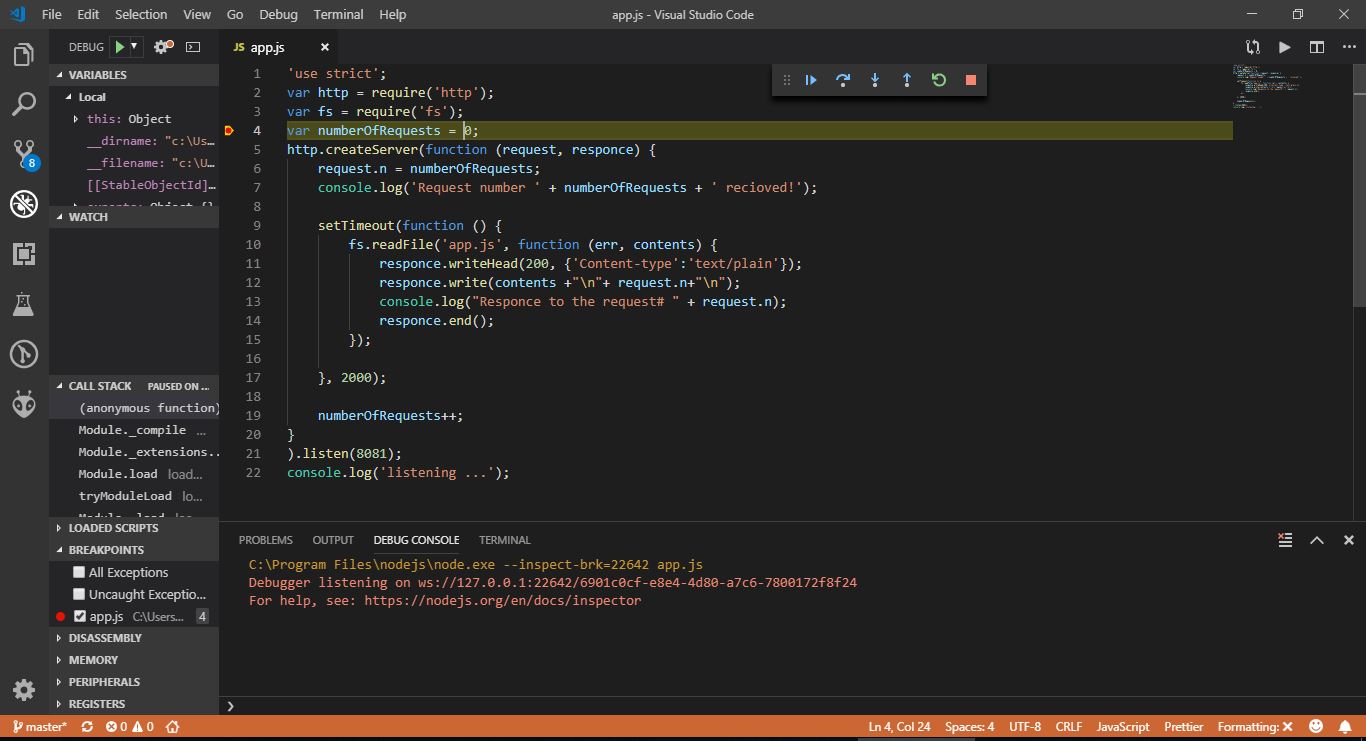 File Edit Selection View Go Debug Terminal Help
app.js - Visual Studio Code
DEBUG
JS app.js
VARIABLES
Local
this: Object
__dirname: "c:\Us…
__filename: "c:\U…
[[StableObjectId]…
exports: Object {}
WATCH
CALL STACK PAUSED ON …
(anonymous function)
Module._compile …
Module._extensions..
Module.load load…
tryModuleLoad lo…
LOADED SCRIPTS
BREAKPOINTS
All Exceptions
Uncaught Exceptio…
app.js C:\Users… 4
DISASSEMBLY
MEMORY
PERIPHERALS
REGISTERS
8
1 'use strict';
2 var http = require('http');
3 var fs = require('fs');
4 var numberOfRequests = 0;
5 http.createServer(function (request, responce) {
6 request.n = numberOfRequests;
7 console.log('Request number ' + numberOfRequests + ' recioved!');
8
9 setTimeout(function () {
10 fs.readFile('app.js', function (err, contents) {
11 responce.writeHead(200, {'Content-type':'text/plain'});
12 responce.write(contents +"\n"+ request.n+"\n");
13 console.log("Responce to the request# " + request.n);
14 responce.end();
15 });
16
17 }, 2000);
18
19 numberOfRequests++;
20 }
21 ).listen(8081);
22 console.log('listening ...');
PROBLEMS OUTPUT DEBUG CONSOLE TERMINAL
C:\Program Files\nodejs\node.exe --inspect-brk=22642 app.js
Debugger listening on ws://127.0.0.1:22642/6901c0cf-e8e4-4d80-a7c6-7800172f8f24
For help, see: https://nodejs.org/en/docs/inspector
master* 0 0
Ln 4, Col 24 Spaces: 4 UTF-8 CRLF JavaScript Prettier Formatting: